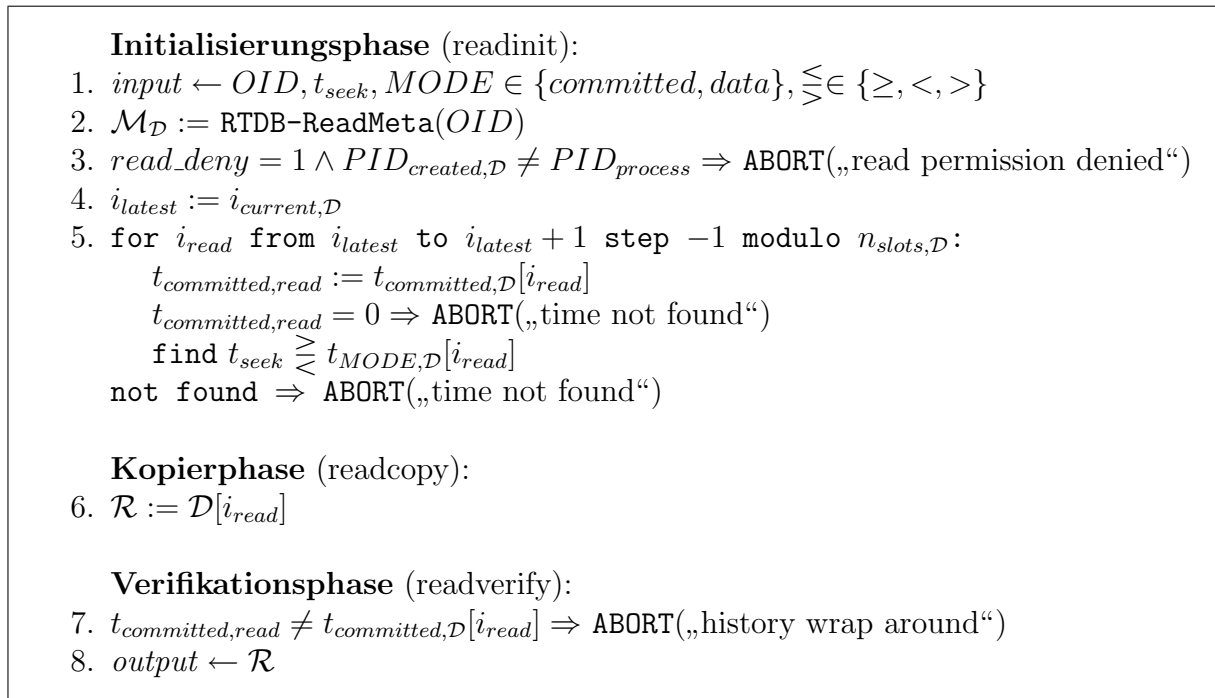 Initialisierungsphase (readinit):
1. input ← OID, t_seek, MODE ∈ {committed, data}, ⪋ ∈ {≥, <, >}
2. ℳ_𝒟 := RTDB-ReadMeta(OID)
3. read_deny = 1 ∧ PID_created,𝒟 ≠ PID_process ⇒ ABORT(„read permission denied“)
4. i_latest := i_current,𝒟
5. for i_read from i_latest to i_latest + 1 step −1 modulo n_slots,𝒟:
t_committed,read := t_committed,𝒟[i_read]
t_committed,read = 0 ⇒ ABORT(„time not found“)
find t_seek ⪌ t_MODE,𝒟[i_read]
not found ⇒ ABORT(„time not found“)
Kopierphase (readcopy):
6. ℛ := 𝒟[i_read]
Verifikationsphase (readverify):
7. t_committed,read ≠ t_committed,𝒟[i_read] ⇒ ABORT(„history wrap around“)
8. output ← ℛ